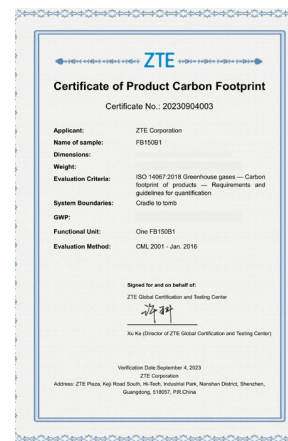 ZTE
Certificate of Product Carbon Footprint
Certificate No.: 20230904003
Applicant: ZTE Corporation
Name of sample: FB150B1
Dimensions:
Weight:
Evaluation Criteria: ISO 14067:2018 Greenhouse gases — Carbon
footprint of products — Requirements and
guidelines for quantification
System Boundaries: Cradle to tomb
GWP:
Functional Unit: One FB150B1
Evaluation Method: CML 2001 - Jan. 2016
Signed for and on behalf of:
ZTE Global Certification and Testing Center
Xu Ke (Director of ZTE Global Certification and Testing Center)
Verification Date:September 4, 2023
ZTE Corporation
Address: ZTE Plaza, Keji Road South, Hi-Tech, Industrial Park, Nanshan District, Shenzhen,
Guangdong, 518057, P.R.China